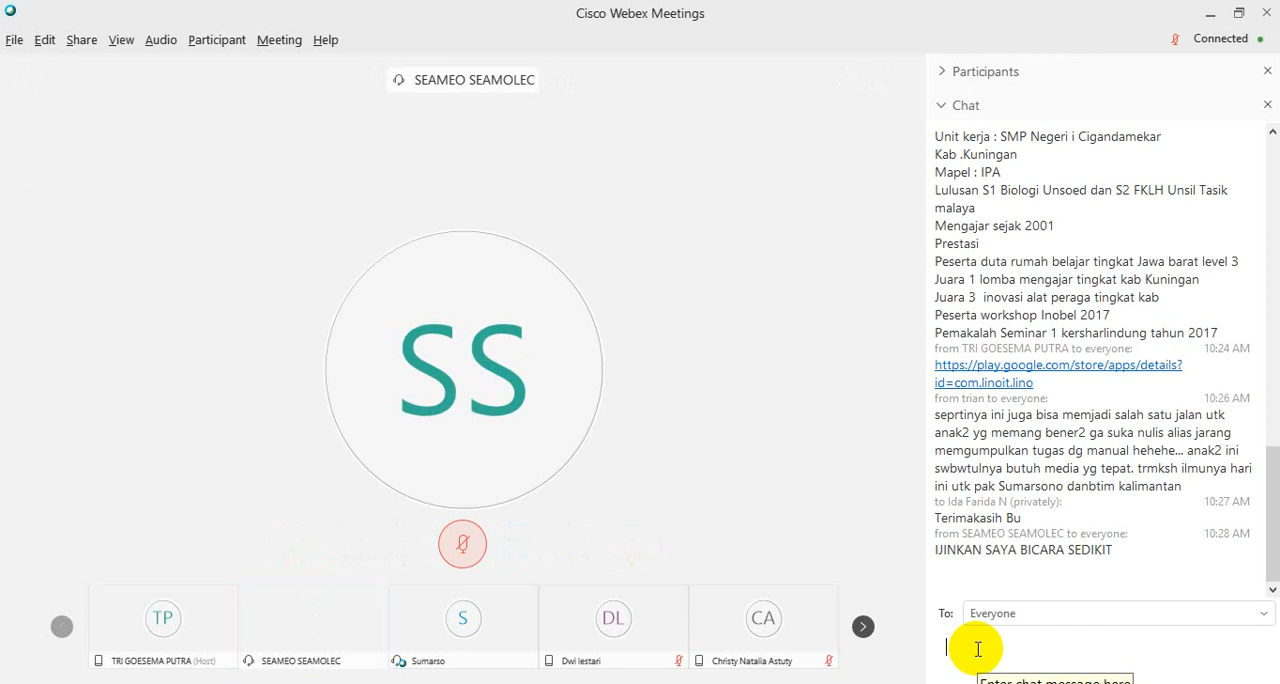 Cisco Webex Meetings
File Edit Share View Audio Participant Meeting Help
Connected
SEAMEO SEAMOLEC
SS
TP
TRI GOESEMA PUTRA (Host)
SEAMEO SEAMOLEC
S
Sumarso
DL
Dwi lestari
CA
Christy Natalia Astuty
Participants
Chat
Unit kerja : SMP Negeri i Cigandamekar
Kab .Kuningan
Mapel : IPA
Lulusan S1 Biologi Unsoed dan S2 FKLH Unsil Tasik
malaya
Mengajar sejak 2001
Prestasi
Peserta duta rumah belajar tingkat Jawa barat level 3
Juara 1 lomba mengajar tingkat kab Kuningan
Juara 3 inovasi alat peraga tingkat kab
Peserta workshop Inobel 2017
Pemakalah Seminar 1 kersharlindung tahun 2017
from TRI GOESEMA PUTRA to everyone: 10:24 AM
https://play.google.com/store/apps/details?
id=com.linoit.lino
from trian to everyone: 10:26 AM
seprtinya ini juga bisa memjadi salah satu jalan utk
anak2 yg memang bener2 ga suka nulis alias jarang
memgumpulkan tugas dg manual hehehe... anak2 ini
swbwtulnya butuh media yg tepat. trmksh ilmunya hari
ini utk pak Sumarsono danbtim kalimantan
to Ida Farida N (privately): 10:27 AM
Terimakasih Bu
from SEAMEO SEAMOLEC to everyone: 10:28 AM
IJINKAN SAYA BICARA SEDIKIT
To: Everyone
Enter chat message here